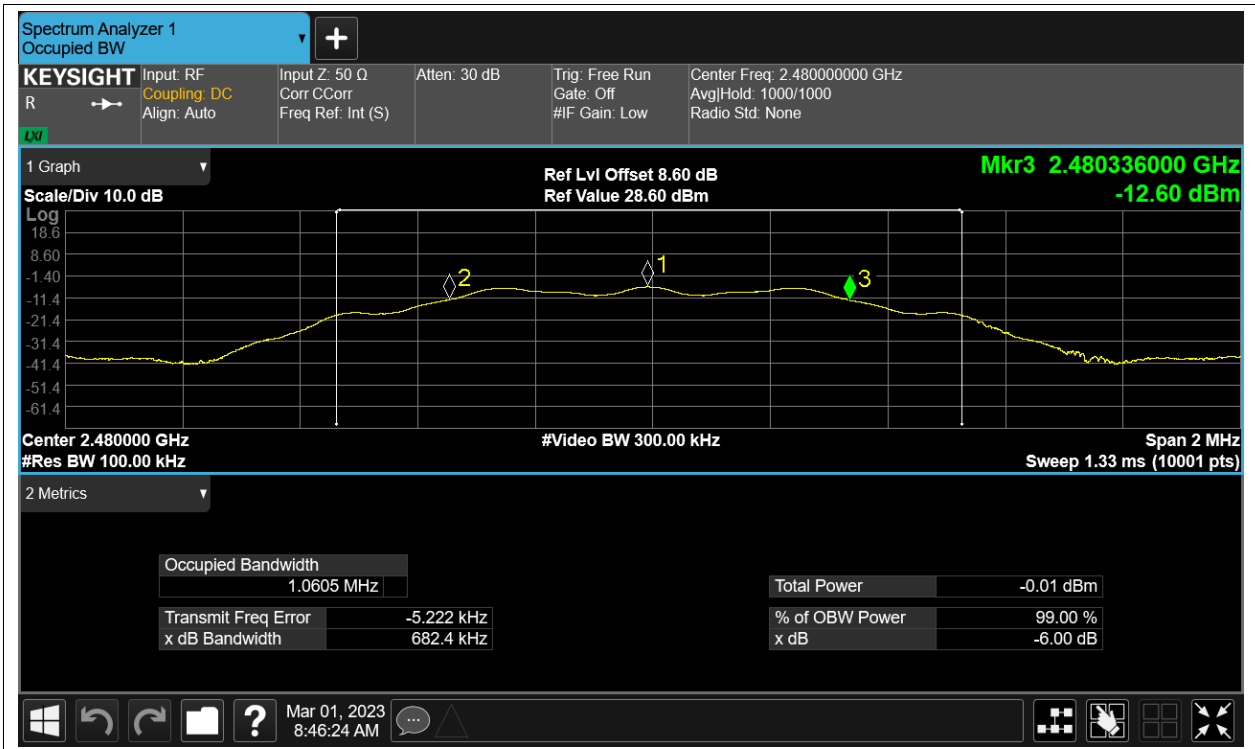 Spectrum Analyzer 1
Occupied BW
KEYSIGHT
R
LXI
Input: RF
Coupling: DC
Align: Auto
Input Z: 50 Ω
Corr CCorr
Freq Ref: Int (S)
Atten: 30 dB
Trig: Free Run
Gate: Off
#IF Gain: Low
Center Freq: 2.480000000 GHz
Avg|Hold: 1000/1000
Radio Std: None
1 Graph
Scale/Div 10.0 dB
Ref Lvl Offset 8.60 dB
Ref Value 28.60 dBm
Mkr3 2.480336000 GHz
-12.60 dBm
Log
18.6
8.60
-1.40
-11.4
-21.4
-31.4
-41.4
-51.4
-61.4
2
1
3
Center 2.480000 GHz
#Video BW 300.00 kHz
Span 2 MHz
#Res BW 100.00 kHz
Sweep 1.33 ms (10001 pts)
2 Metrics
Occupied Bandwidth
1.0605 MHz
Total Power -0.01 dBm
Transmit Freq Error -5.222 kHz
% of OBW Power 99.00 %
x dB Bandwidth 682.4 kHz
x dB -6.00 dB
?
Mar 01, 2023
8:46:24 AM